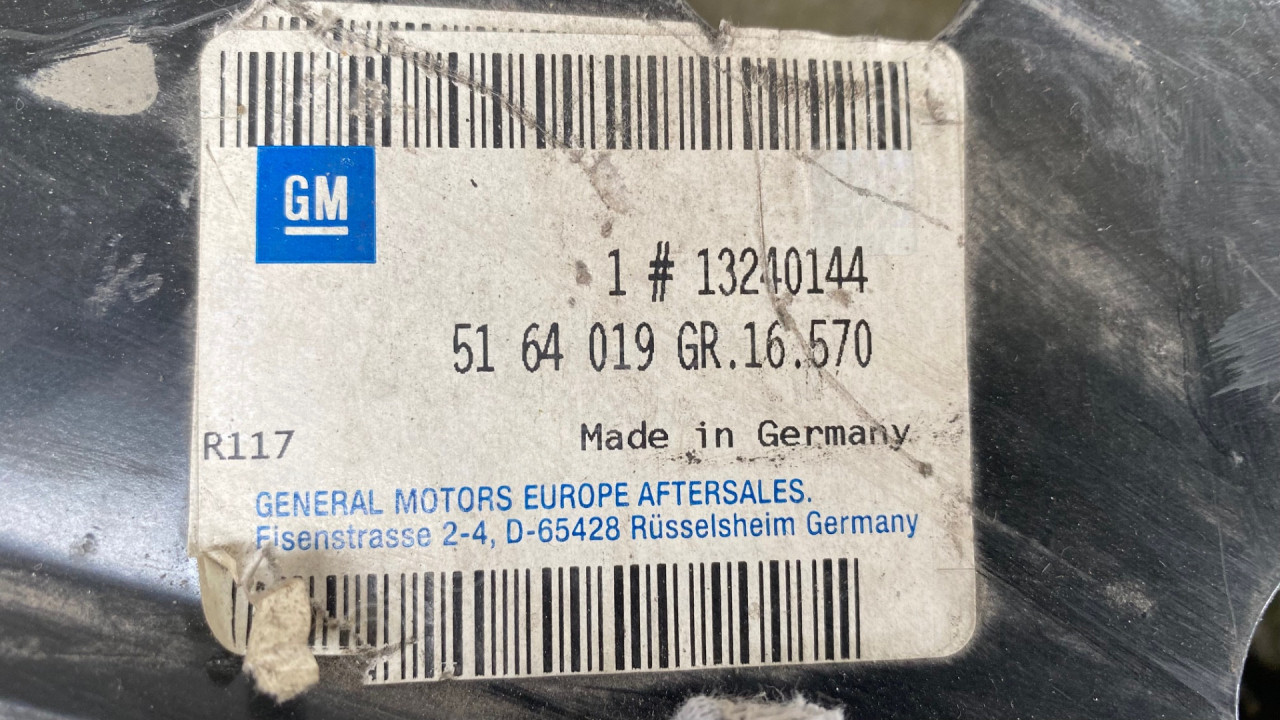 GM
1 # 13240144
51 64 019 GR.16.570
R117
Made in Germany
GENERAL MOTORS EUROPE AFTERSALES.
Eisenstrasse 2-4, D-65428 Rüsselsheim Germany